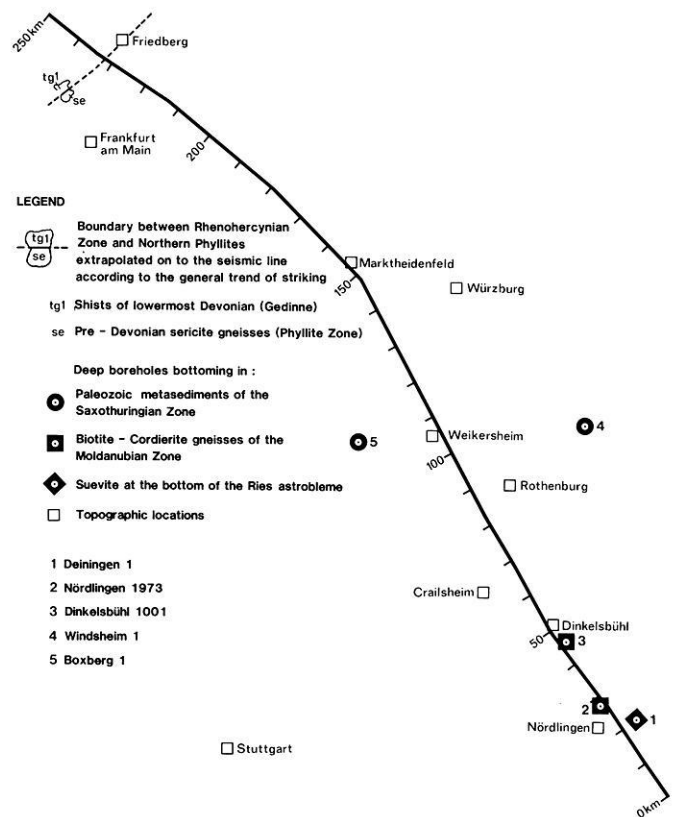 250km
Friedberg
tg1
se
Frankfurt
am Main
200
LEGEND
tg1
se
Boundary between Rhenohercynian
Zone and Northern Phyllites
extrapolated on to the seismic line
according to the general trend of striking
tg1 Shists of lowermost Devonian (Gedinne)
se Pre - Devonian sericite gneisses (Phyllite Zone)
Deep boreholes bottoming in :
Paleozoic metasediments of the
Saxothuringian Zone
Biotite - Cordierite gneisses of the
Moldanubian Zone
Suevite at the bottom of the Ries astrobleme
Topographic locations
1 Deiningen 1
2 Nördlingen 1973
3 Dinkelsbühl 1001
4 Windsheim 1
5 Boxberg 1
Marktheidenfeld
150
Würzburg
4
Weikersheim
5
100
Rothenburg
Crailsheim
Dinkelsbühl
50
3
2
1
Nördlingen
Stuttgart
0km